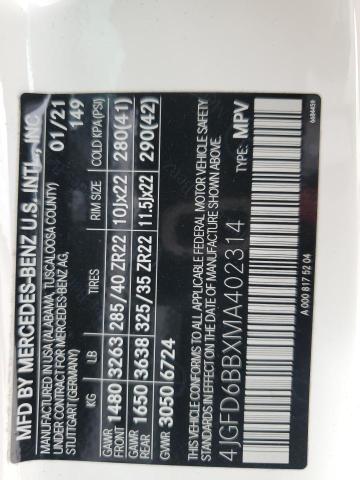 MFD BY MERCEDES-BENZ U.S. INTL., INC
MANUFACTURED IN USA (ALABAMA, TUSCALOOSA COUNTY) 01/21
UNDER CONTRACT FOR MERCEDES-BENZ AG, 149
STUTTGART (GERMANY)
KG LB TIRES RIM SIZE COLD KPA (PSI)
GAWR FRONT 1480 3263 285/40 ZR22 10Jx22 280(41)
GAWR REAR 1650 3638 325/35 ZR22 11.5Jx22 290(42)
GVWR 3050 6724
THIS VEHICLE CONFORMS TO ALL APPLICABLE FEDERAL MOTOR VEHICLE SAFETY
STANDARDS IN EFFECT ON THE DATE OF MANUFACTURE SHOWN ABOVE.
4JGFD6BBXMA402314 TYPE: MPV
A 000 817 52 04